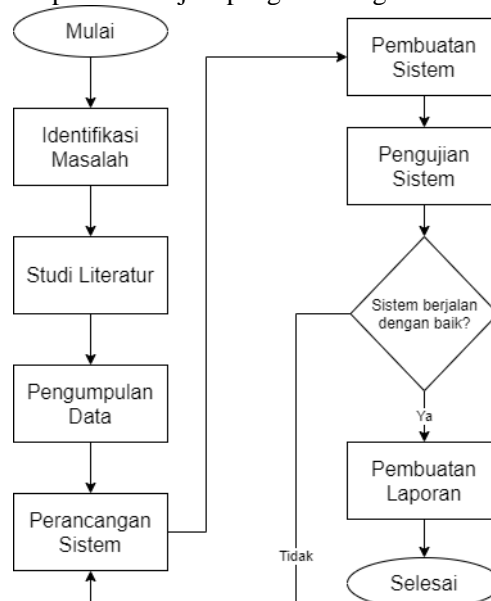 Mulai
Identifikasi
Masalah
Studi Literatur
Pengumpulan
Data
Perancangan
Sistem
Pembuatan
Sistem
Pengujian
Sistem
Sistem berjalan
dengan baik?
Ya
Tidak
Pembuatan
Laporan
Selesai